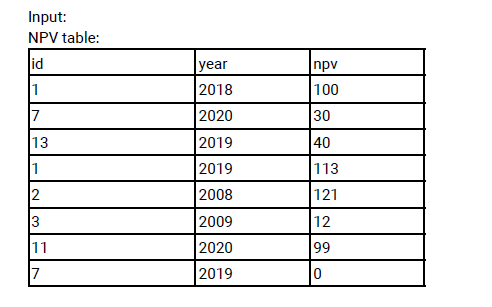 Input:
NPV table:
id year npv
1 2018 100
7 2020 30
13 2019 40
1 2019 113
2 2008 121
3 2009 12
11 2020 99
7 2019 0